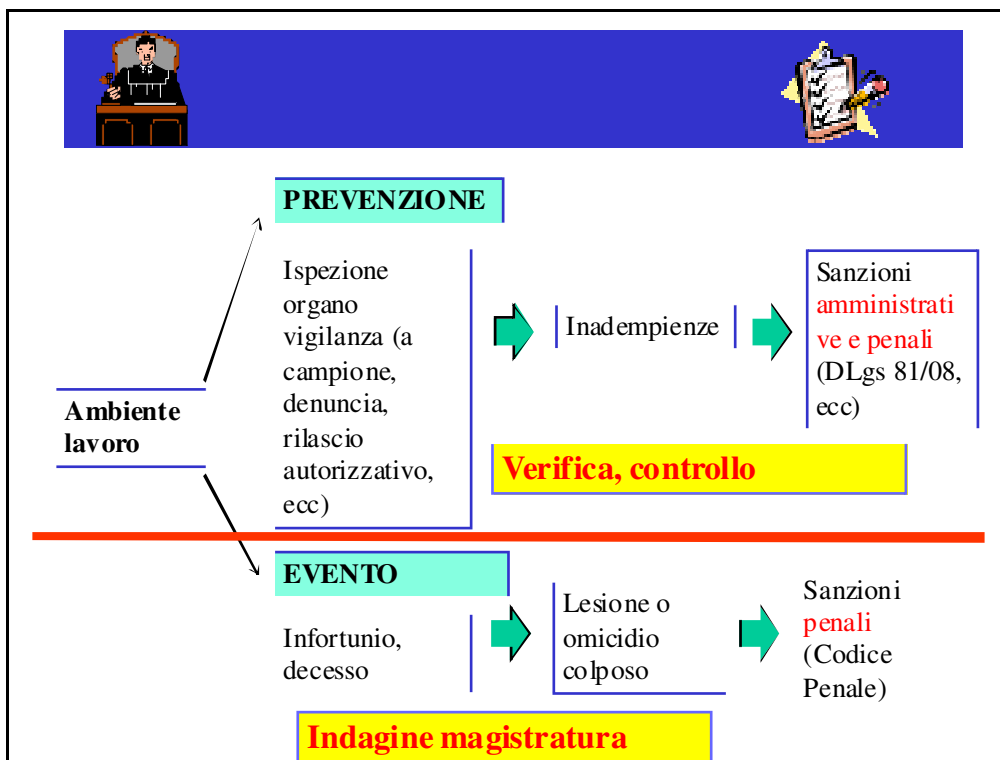 PREVENZIONE
Ispezione
organo
vigilanza (a
campione,
denuncia,
rilascio
autorizzativo,
ecc)
Inadempienze
Sanzioni
amministrati
ve e penali
(DLgs 81/08,
ecc)
Ambiente
lavoro
Verifica, controllo
EVENTO
Infortunio,
decesso
Lesione o
omicidio
colposo
Sanzioni
penali
(Codice
Penale)
Indagine magistratura